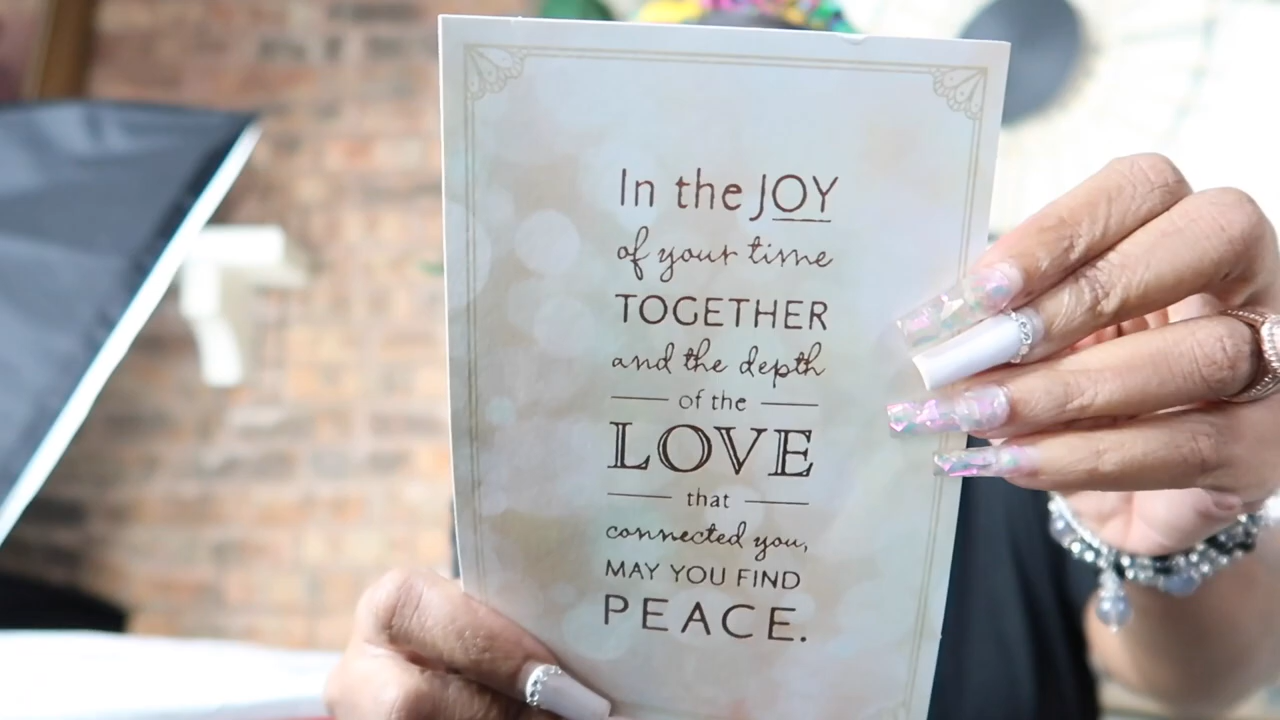 In the JOY
of your time
TOGETHER
and the depth
of the
LOVE
that
connected you,
MAY YOU FIND
PEACE.